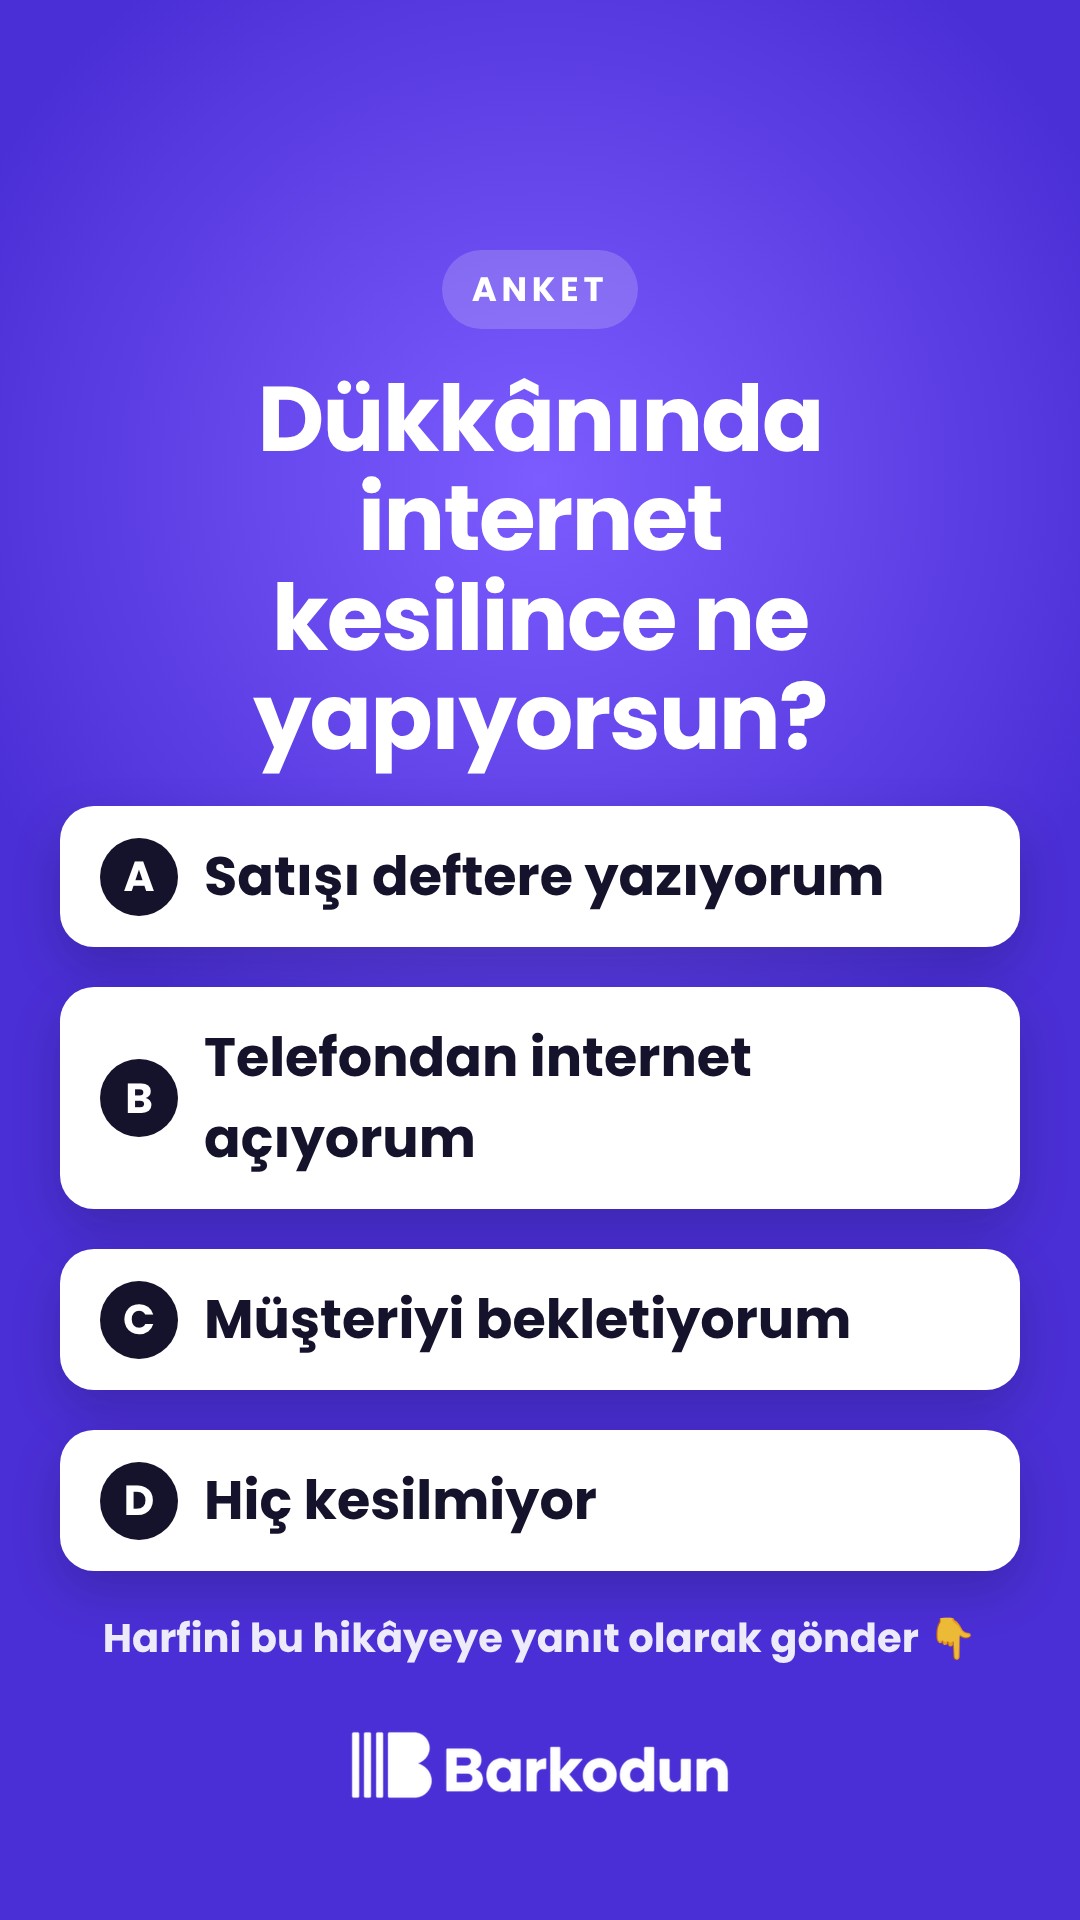 ANKET
Dükkânında
internet
kesilince ne
yapıyorsun?
A Satışı deftere yazıyorum
B Telefondan internet
açıyorum
C Müşteriyi bekletiyorum
D Hiç kesilmiyor
Harfini bu hikâyeye yanıt olarak gönder 👇
Barkodun